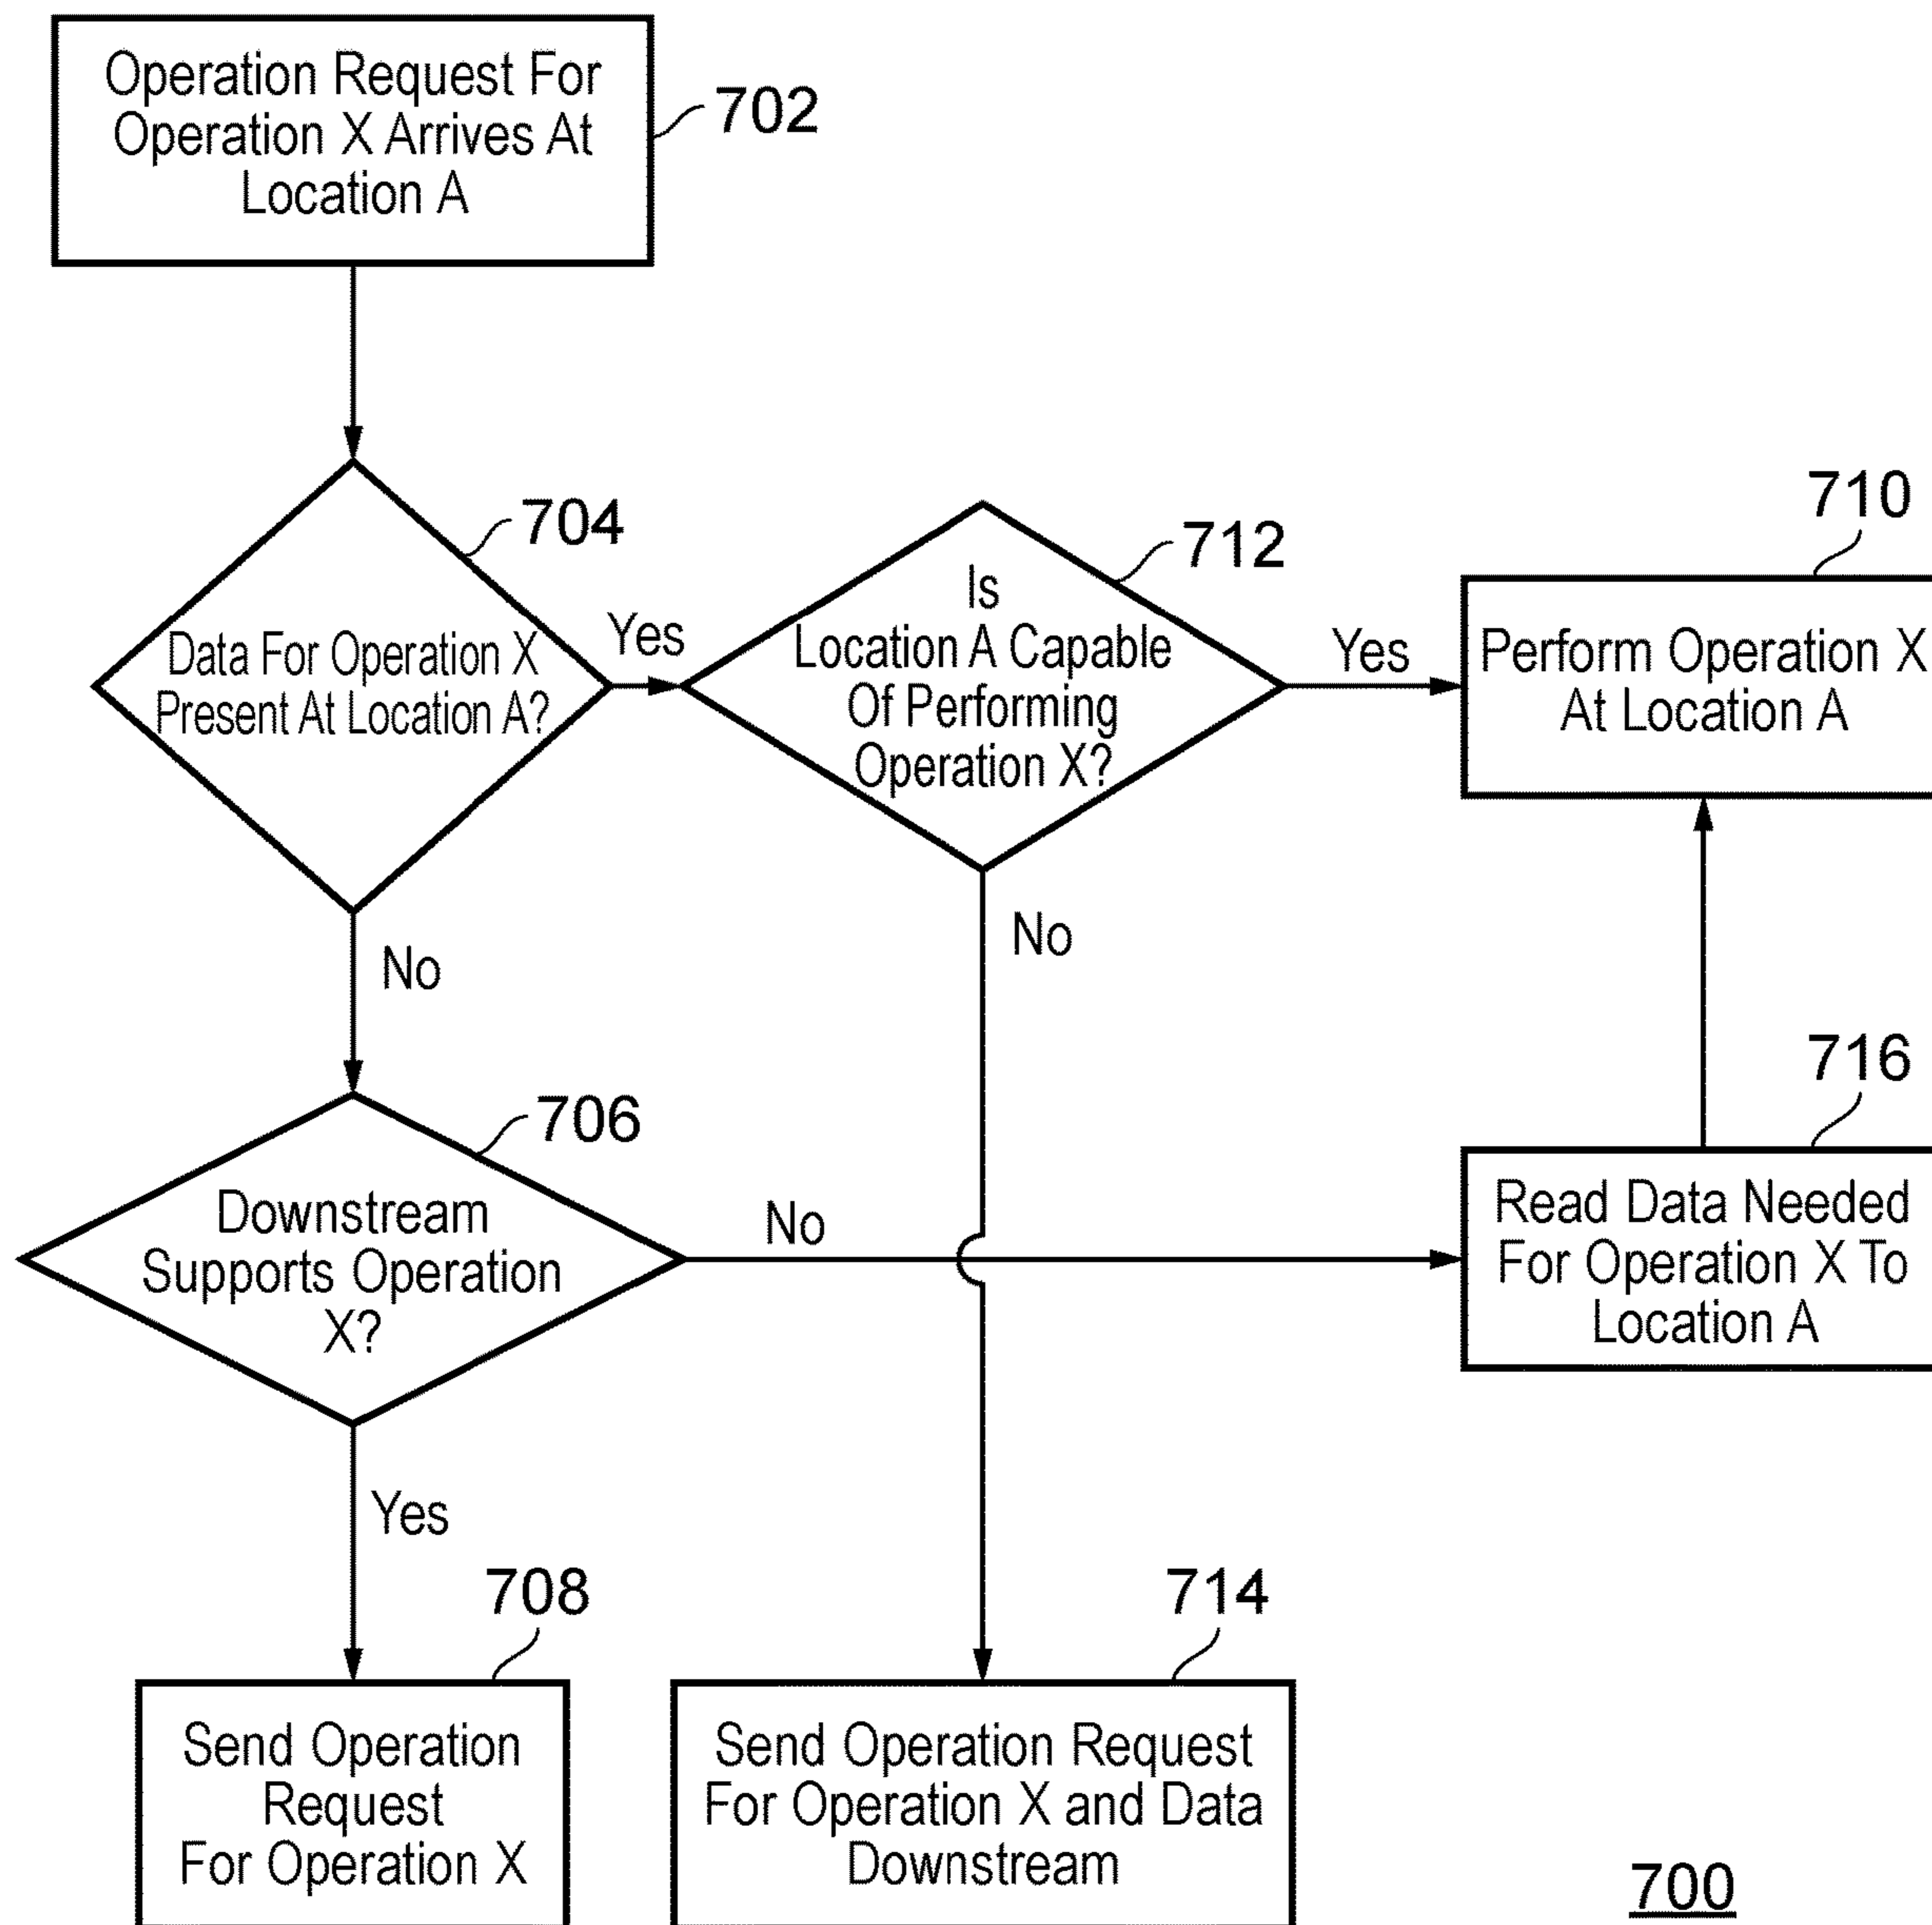 Operation Request For
Operation X Arrives At
Location A
702
704
Data For Operation X
Present At Location A?
Yes
No
712
Is
Location A Capable
Of Performing
Operation X?
Yes
No
710
Perform Operation X
At Location A
706
Downstream
Supports Operation
X?
No
Yes
716
Read Data Needed
For Operation X To
Location A
708
Send Operation
Request
For Operation X
714
Send Operation Request
For Operation X and Data
Downstream
700